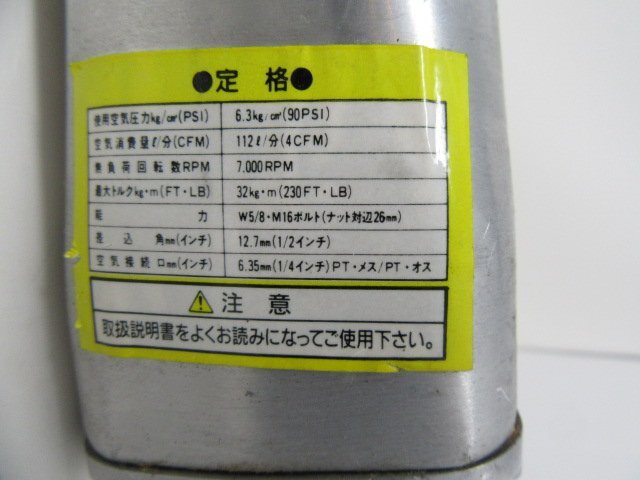 ●定 格●
使用空気圧力kg/cm²(PSI) 6.3kg/cm²(90PSI)
空気消費量ℓ/分(CFM) 112ℓ/分(4CFM)
無負荷回転数RPM 7.000RPM
最大トルクkg・m(FT・LB) 32kg・m(230FT・LB)
能 力 W5/8・M16ボルト(ナット対辺26mm)
差込角mm(インチ) 12.7mm(1/2インチ)
空気接続口mm(インチ) 6.35mm(1/4インチ)PT・メス/PT・オス
⚠注 意
取扱説明書をよくお読みになってご使用下さい。